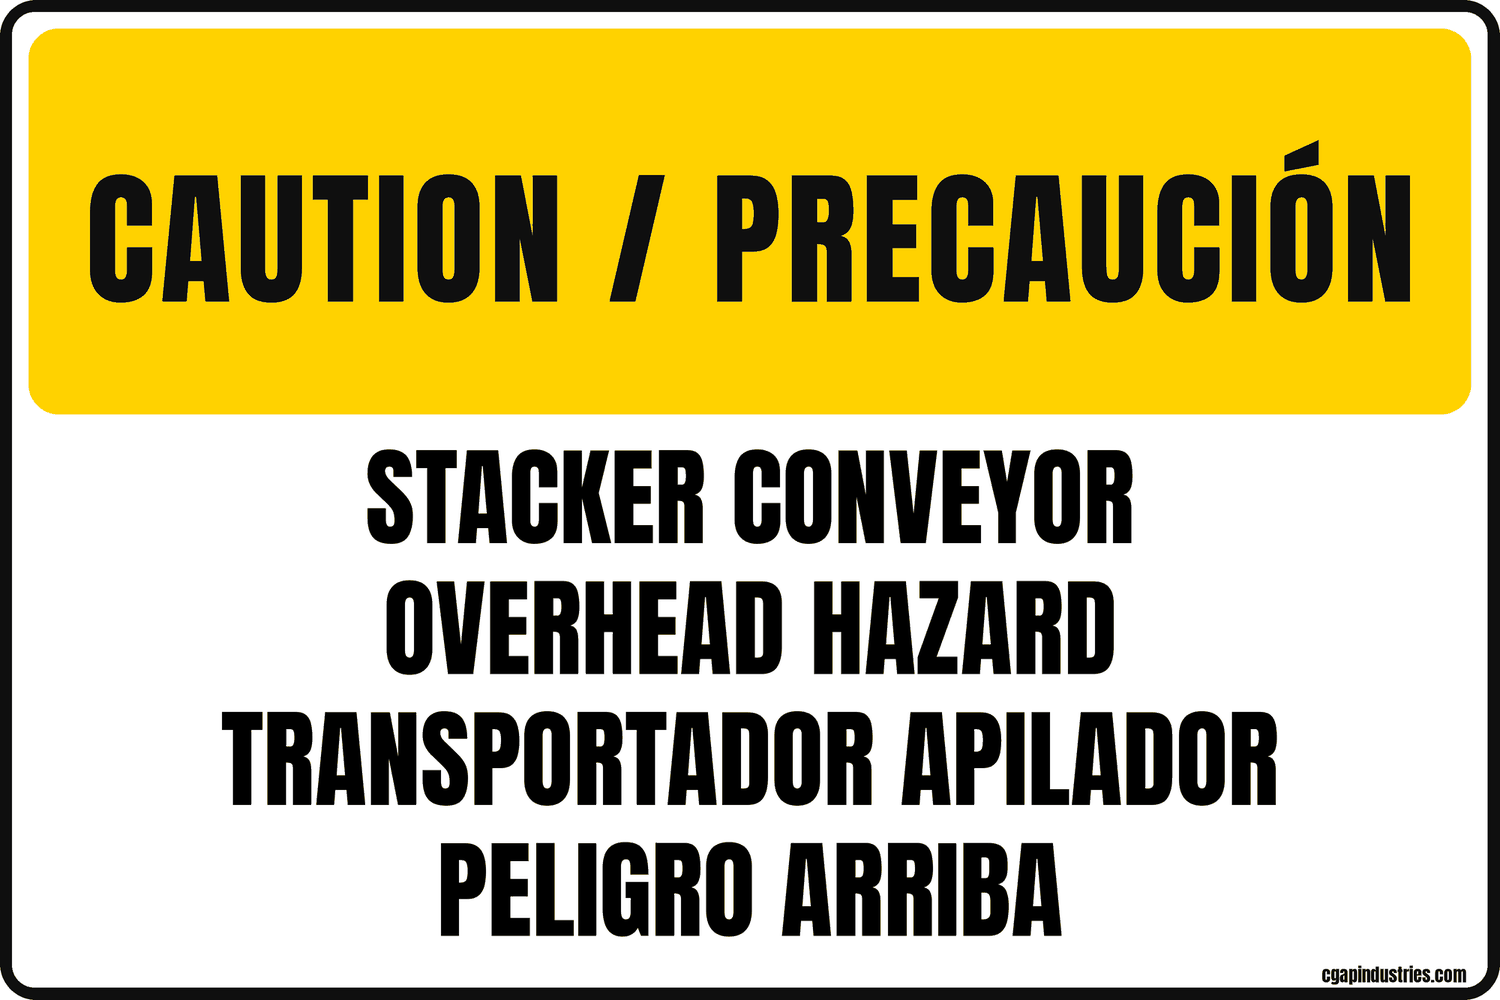 CAUTION / PRECAUCIÓN
STACKER CONVEYOR
OVERHEAD HAZARD
TRANSPORTADOR APILADOR
PELIGRO ARRIBA
cgapindustries.com